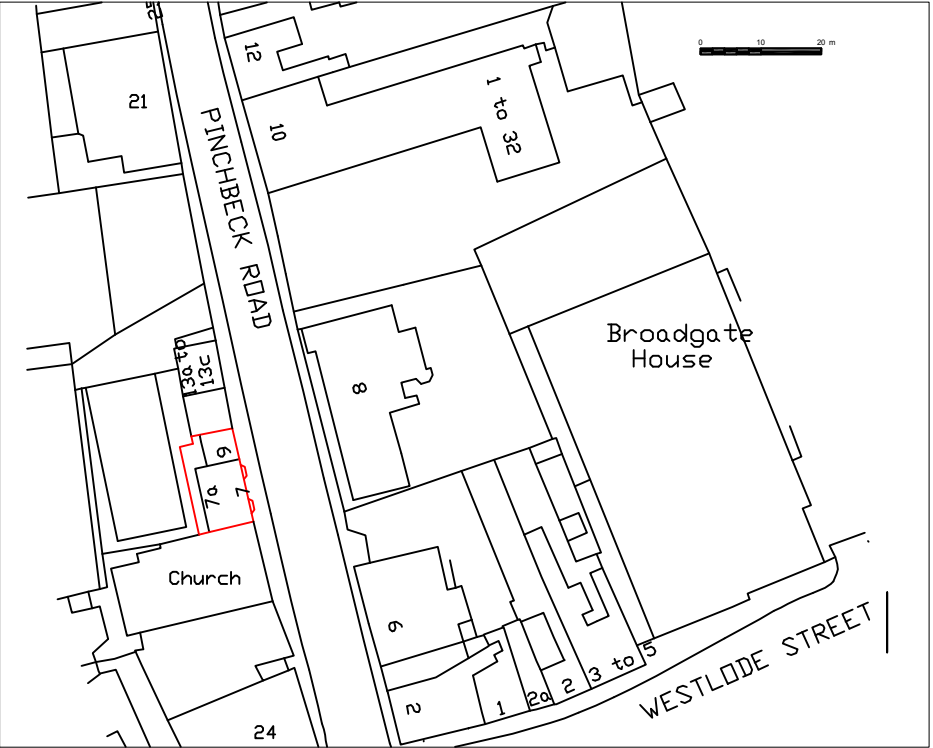 0 10 20 m
12
21
1 to 32
10
PINCHBECK ROAD
Broadgate
House
13a to
13c
8
9
7a
7
Church
6
5
3 to
2
2a
1
2
WESTLODE STREET
24